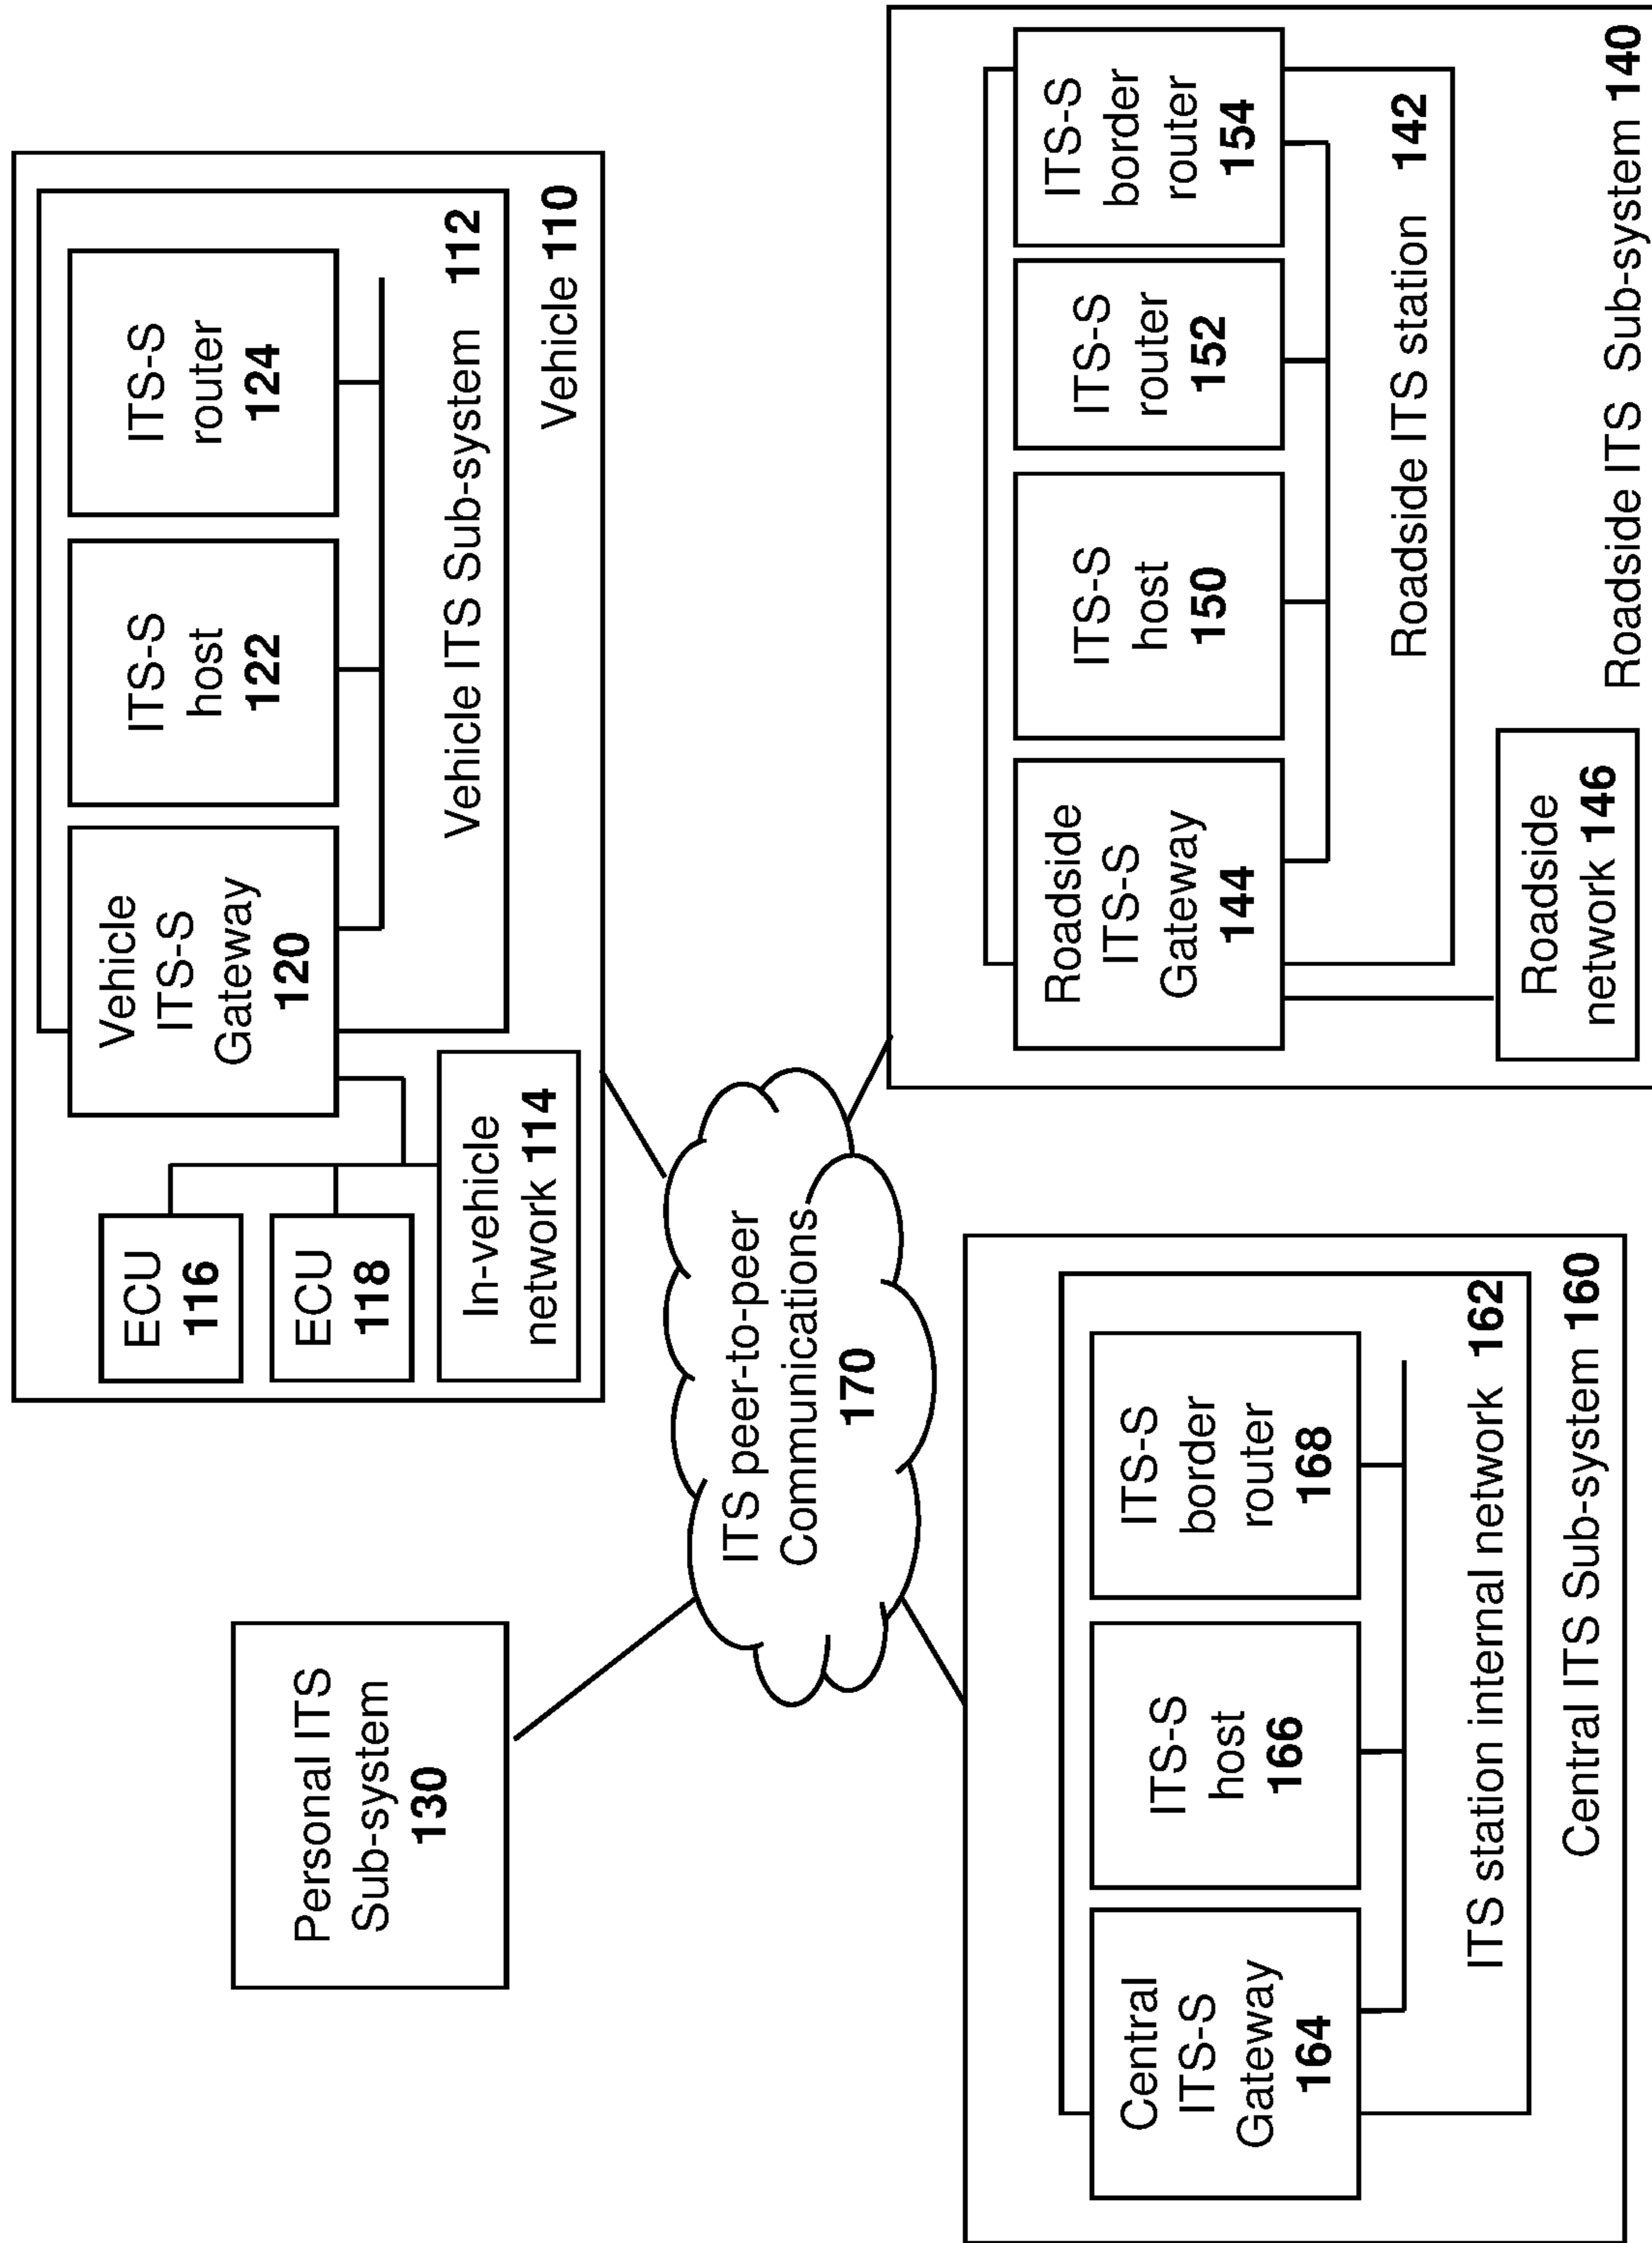 Personal ITS
Sub-system
130
ECU
116
ECU
118
In-vehicle
network 114
Vehicle
ITS-S
Gateway
120
ITS-S
host
122
ITS-S
router
124
Vehicle ITS Sub-system 112
Vehicle 110
ITS peer-to-peer
Communications
170
Central
ITS-S
Gateway
164
ITS-S
host
166
ITS-S
border
router
168
ITS station internal network 162
Central ITS Sub-system 160
Roadside
ITS-S
Gateway
144
ITS-S
host
150
ITS-S
router
152
ITS-S
border
router
154
Roadside ITS station 142
Roadside
network 146
Roadside ITS Sub-system 140